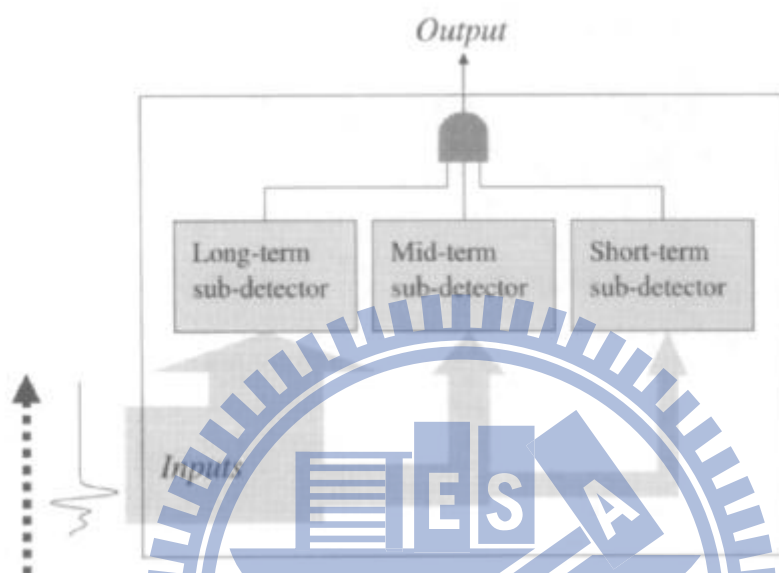 Output
Long-term
sub-detector
Mid-term
sub-detector
Short-term
sub-detector
Inputs
E S A